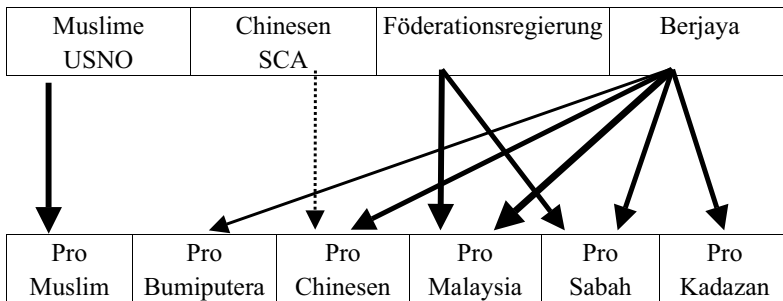 Muslime Chinesen Föderationsregierung Berjaya
USNO SCA
Pro Pro Pro Pro Pro Pro
Muslim Bumiputera Chinesen Malaysia Sabah Kadazan